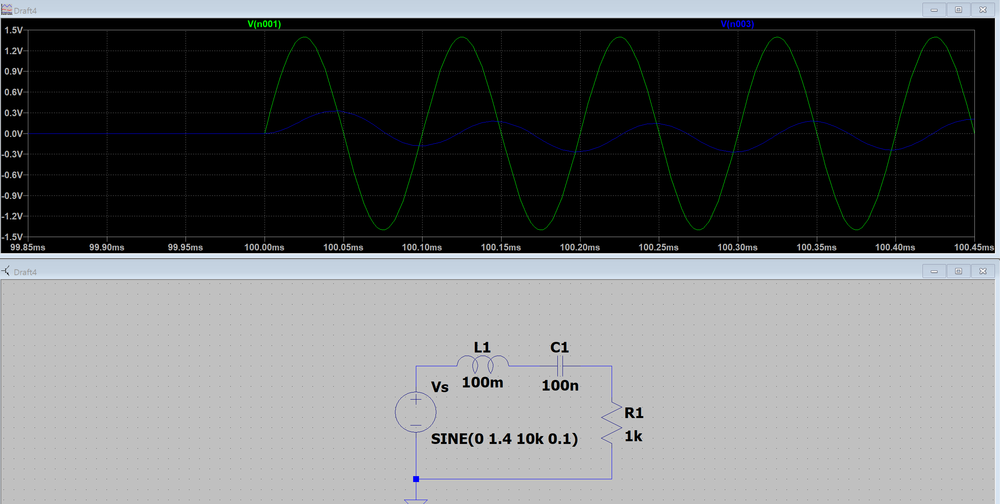 Draft4
V(n001) V(n003)
1.5V
1.2V
0.9V
0.6V
0.3V
0.0V
-0.3V
-0.6V
-0.9V
-1.2V
-1.5V
99.85ms 99.90ms 99.95ms 100.00ms 100.05ms 100.10ms 100.15ms 100.20ms 100.25ms 100.30ms 100.35ms 100.40ms 100.45ms
Draft4
L1 C1
100m 100n
Vs
R1
1k
SINE(0 1.4 10k 0.1)